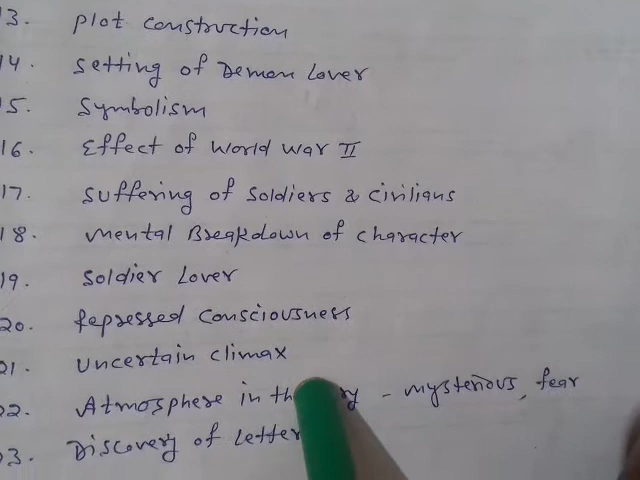 13. Plot construction
14. Setting of Demon Lover
15. Symbolism
16. Effect of World War II
17. Suffering of Soldiers & Civilians
18. Mental Breakdown of character
19. Soldier Lover
20. Repressed Consciousness
21. Uncertain climax
22. Atmosphere in - mysterious, fear
23. Discovery of Letter